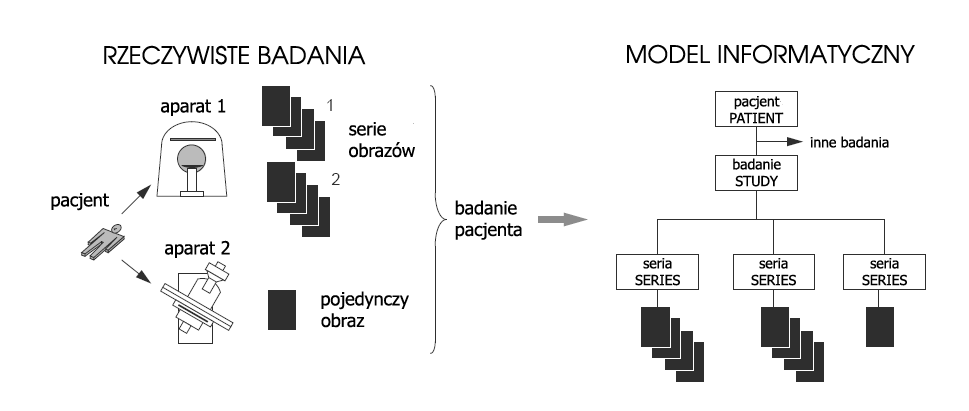 RZECZYWISTE BADANIA
aparat 1
1
serie
obrazów
2
pacjent
aparat 2
pojedynczy
obraz
badanie
pacjenta
MODEL INFORMATYCZNY
pacjent
PATIENT
inne badania
badanie
STUDY
seria
SERIES
seria
SERIES
seria
SERIES